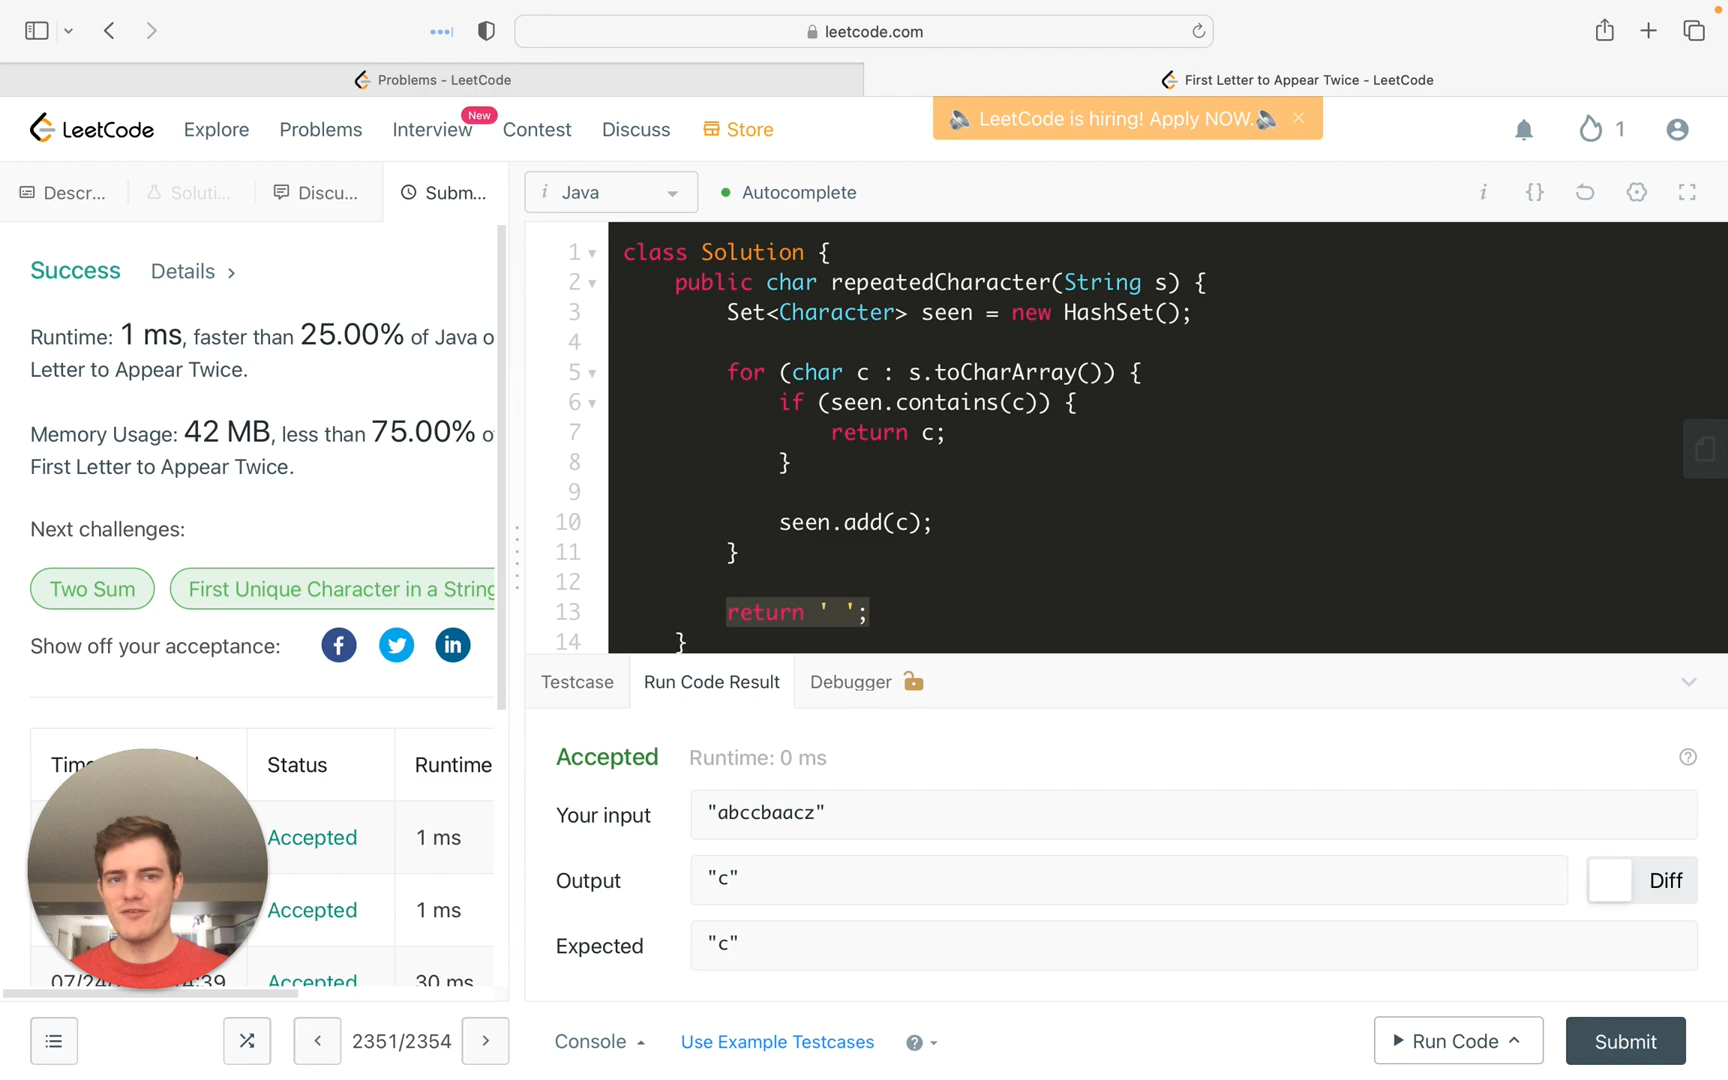 leetcode.com
Problems - LeetCode
First Letter to Appear Twice - LeetCode
LeetCode
Explore
Problems
Interview
New
Contest
Discuss
Store
LeetCode is hiring! Apply NOW.
1
Descr...
Soluti...
Discu...
Subm...
i Java
Autocomplete
Success
Details
Runtime: 1 ms, faster than 25.00% of Java o
Letter to Appear Twice.
Memory Usage: 42 MB, less than 75.00% o
First Letter to Appear Twice.
Next challenges:
Two Sum
First Unique Character in a String
Show off your acceptance:
Status
Runtime
Accepted
1 ms
Accepted
1 ms
Accepted
30 ms
1 class Solution {
2 public char repeatedCharacter(String s) {
3 Set<Character> seen = new HashSet();
4
5 for (char c : s.toCharArray()) {
6 if (seen.contains(c)) {
7 return c;
8 }
9
10 seen.add(c);
11 }
12
13 return ' ';
14 }
Testcase
Run Code Result
Debugger
Accepted
Runtime: 0 ms
Your input
"abccbaacz"
Output
"c"
Diff
Expected
"c"
2351/2354
Console
Use Example Testcases
Run Code
Submit